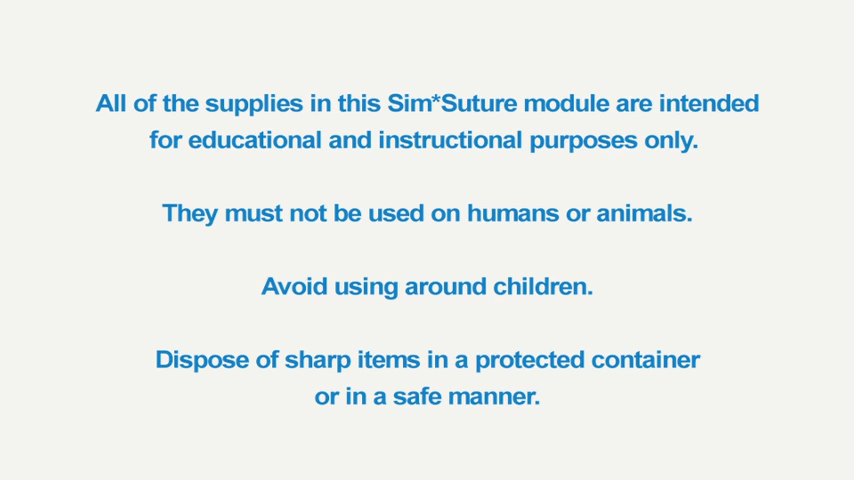 All of the supplies in this Sim*Suture module are intended
for educational and instructional purposes only.
They must not be used on humans or animals.
Avoid using around children.
Dispose of sharp items in a protected container
or in a safe manner.